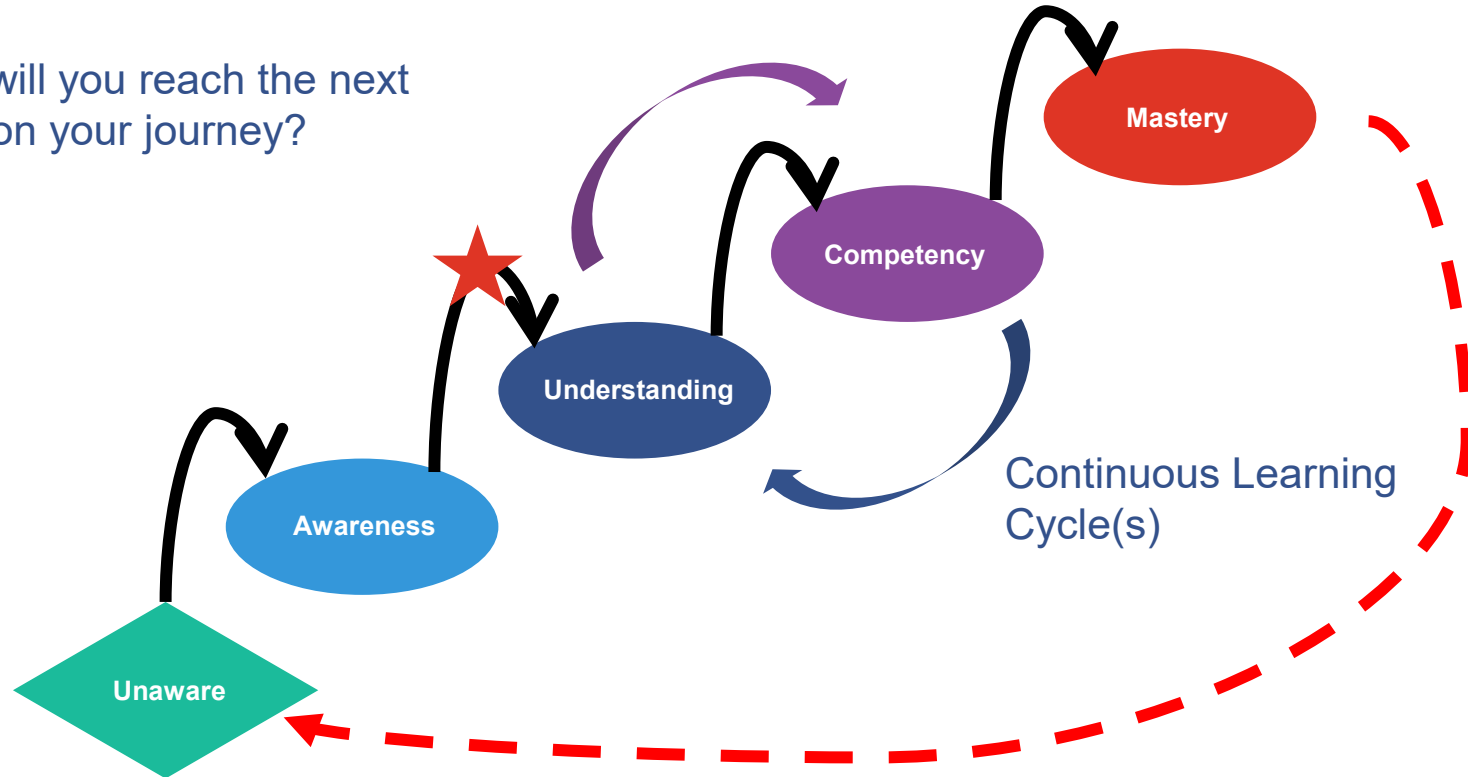 will you reach the next
on your journey?
Mastery
Competency
Understanding
Continuous Learning
Cycle(s)
Awareness
Unaware